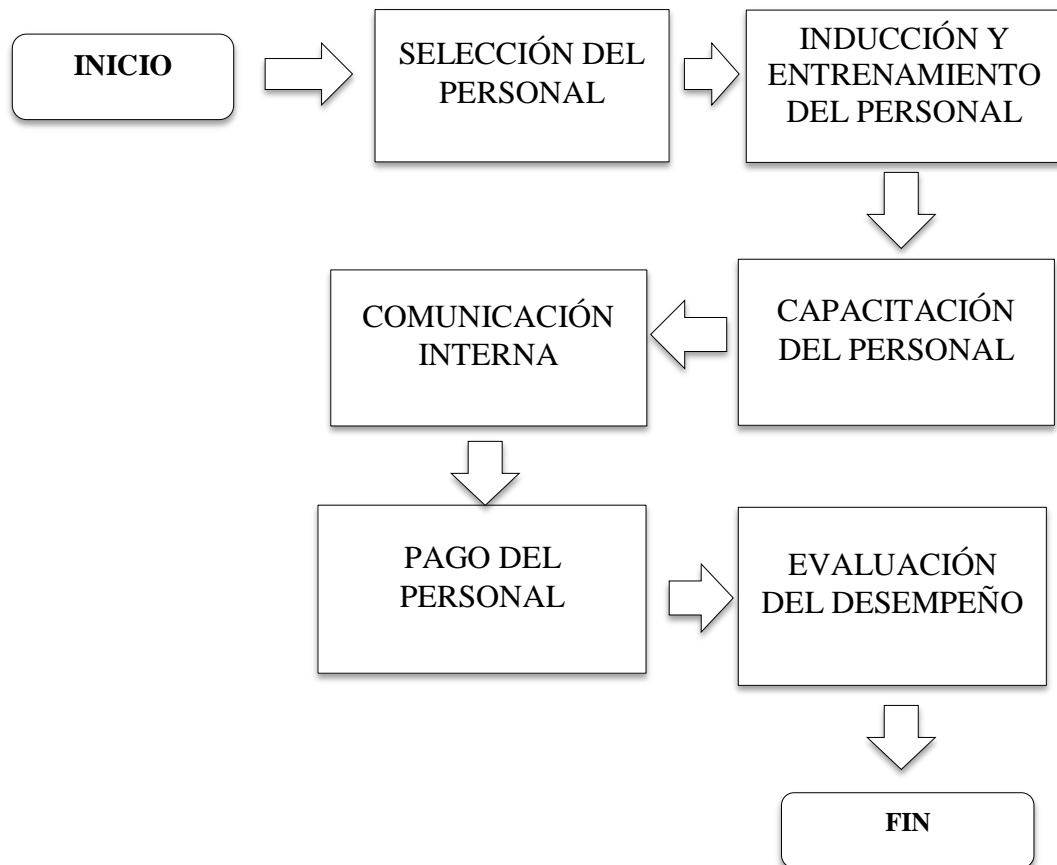 INICIO
SELECCIÓN DEL
PERSONAL
INDUCCIÓN Y
ENTRENAMIENTO
DEL PERSONAL
CAPACITACIÓN
DEL PERSONAL
COMUNICACIÓN
INTERNA
PAGO DEL
PERSONAL
EVALUACIÓN
DEL DESEMPEÑO
FIN